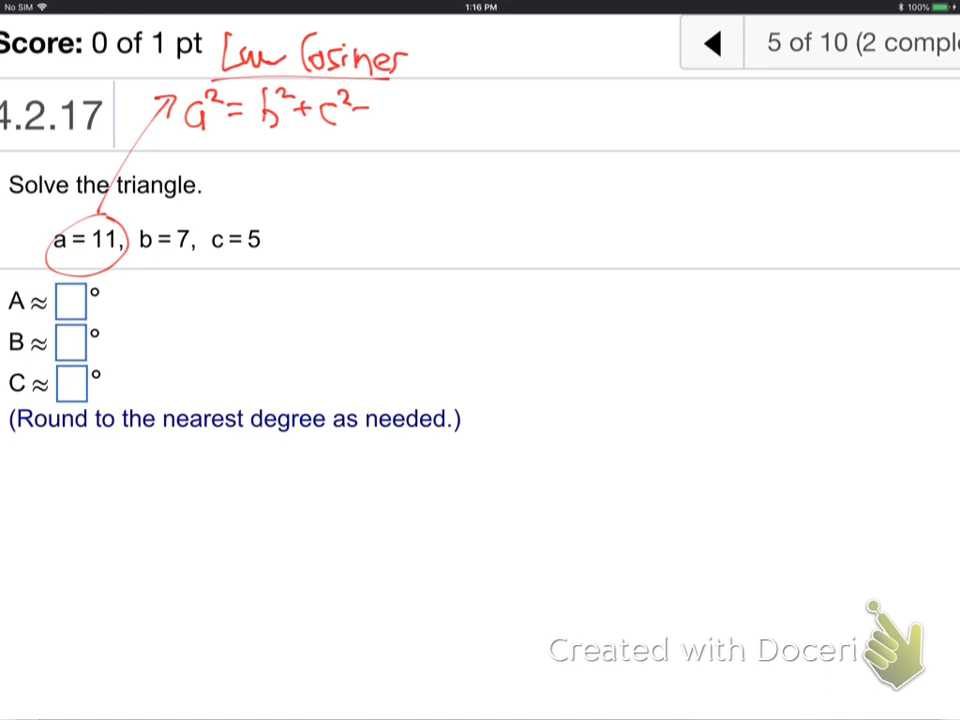 No SIM 1:16 PM 100%
Score: 0 of 1 pt Law Cosines 5 of 10 (2 comple
4.2.17 a² = b² + c² −
Solve the triangle.
a = 11, b = 7, c = 5
A ≈ °
B ≈ °
C ≈ °
(Round to the nearest degree as needed.)
Created with Doceri